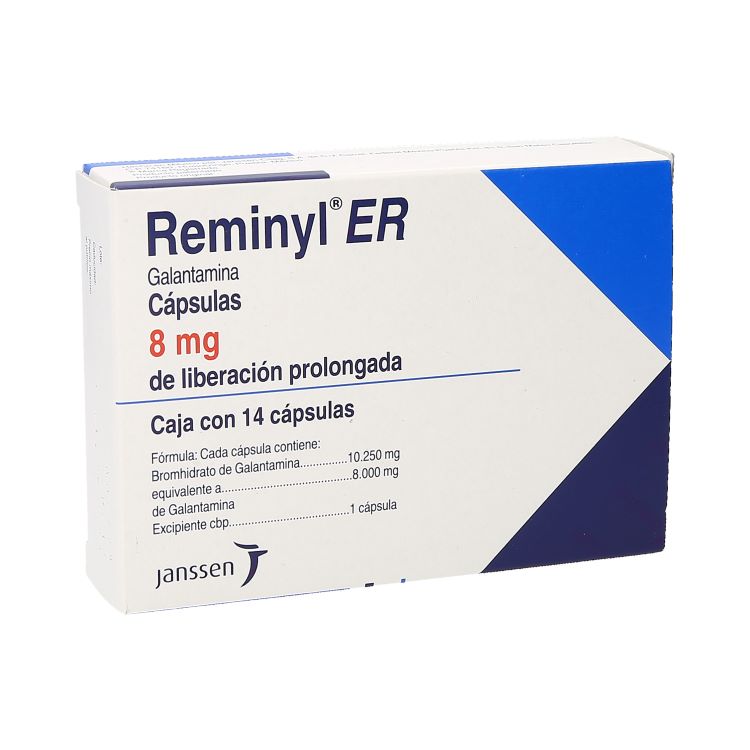 Reminyl® ER
Galantamina
Cápsulas
8 mg
de liberación prolongada
Caja con 14 cápsulas
Fórmula: Cada cápsula contiene:
Bromhidrato de Galantamina..............10.250 mg
equivalente a.......................................8.000 mg
de Galantamina
Excipiente cbp....................................1 cápsula
janssen